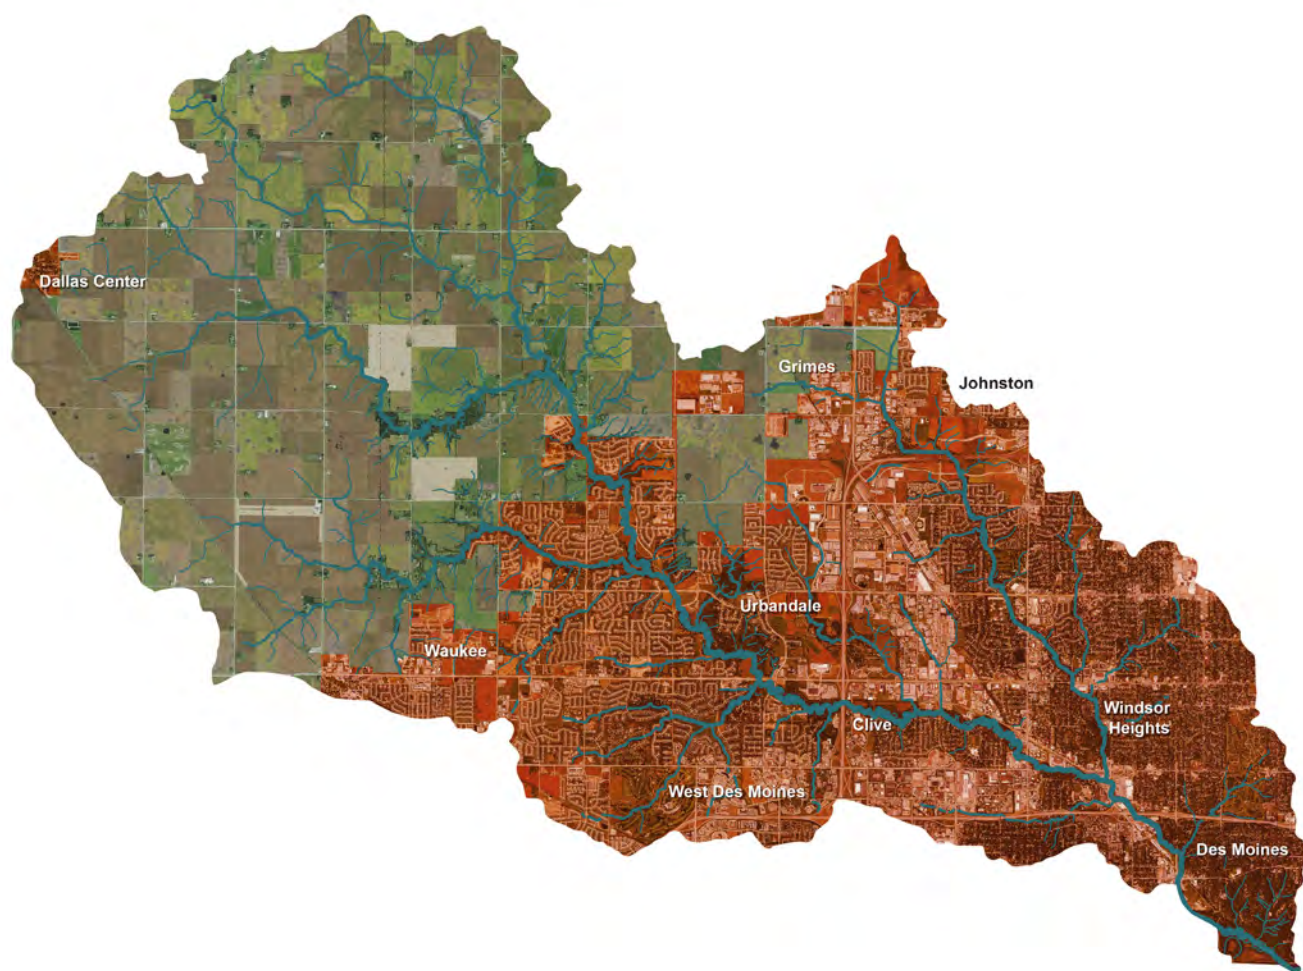 Dallas Center
Grimes
Johnston
Urbandale
Waukee
Windsor
Heights
Clive
West Des Moines
Des Moines